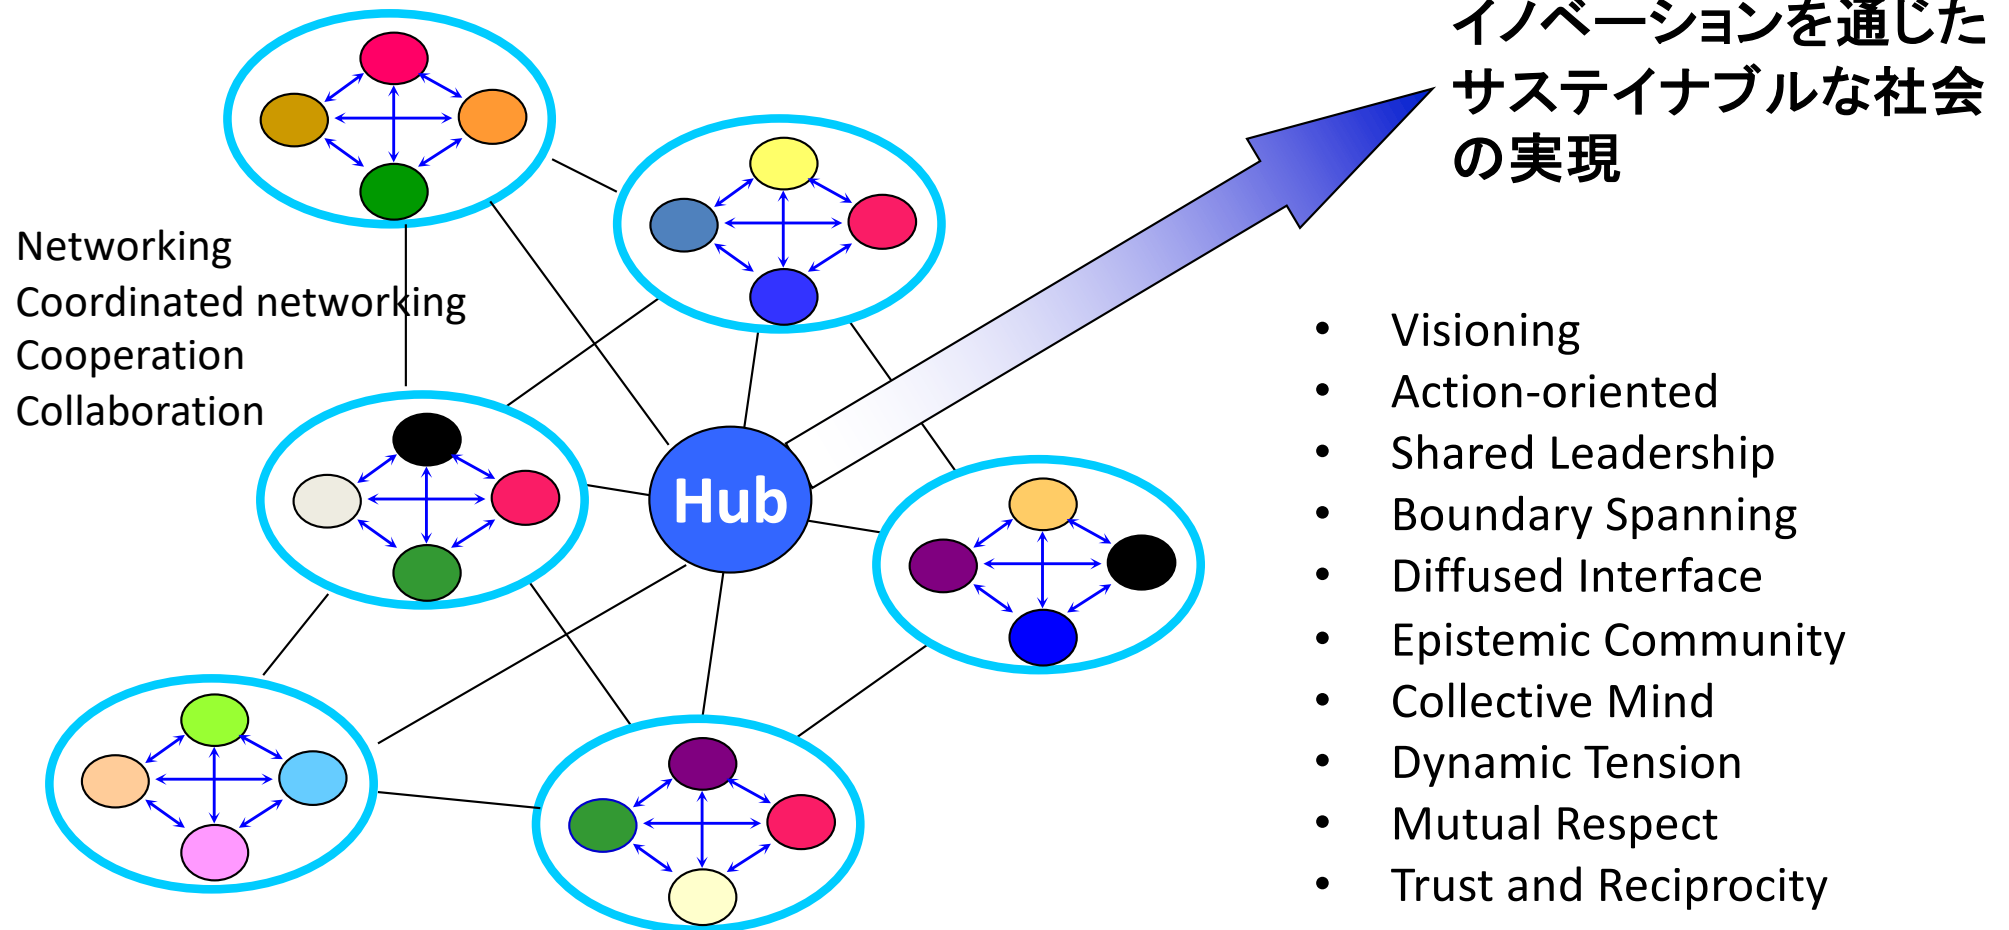 イノベーションを通じた
サステイナブルな社会
の実現
Networking
Coordinated networking
Cooperation
Collaboration
Hub
• Visioning
• Action-oriented
• Shared Leadership
• Boundary Spanning
• Diffused Interface
• Epistemic Community
• Collective Mind
• Dynamic Tension
• Mutual Respect
• Trust and Reciprocity